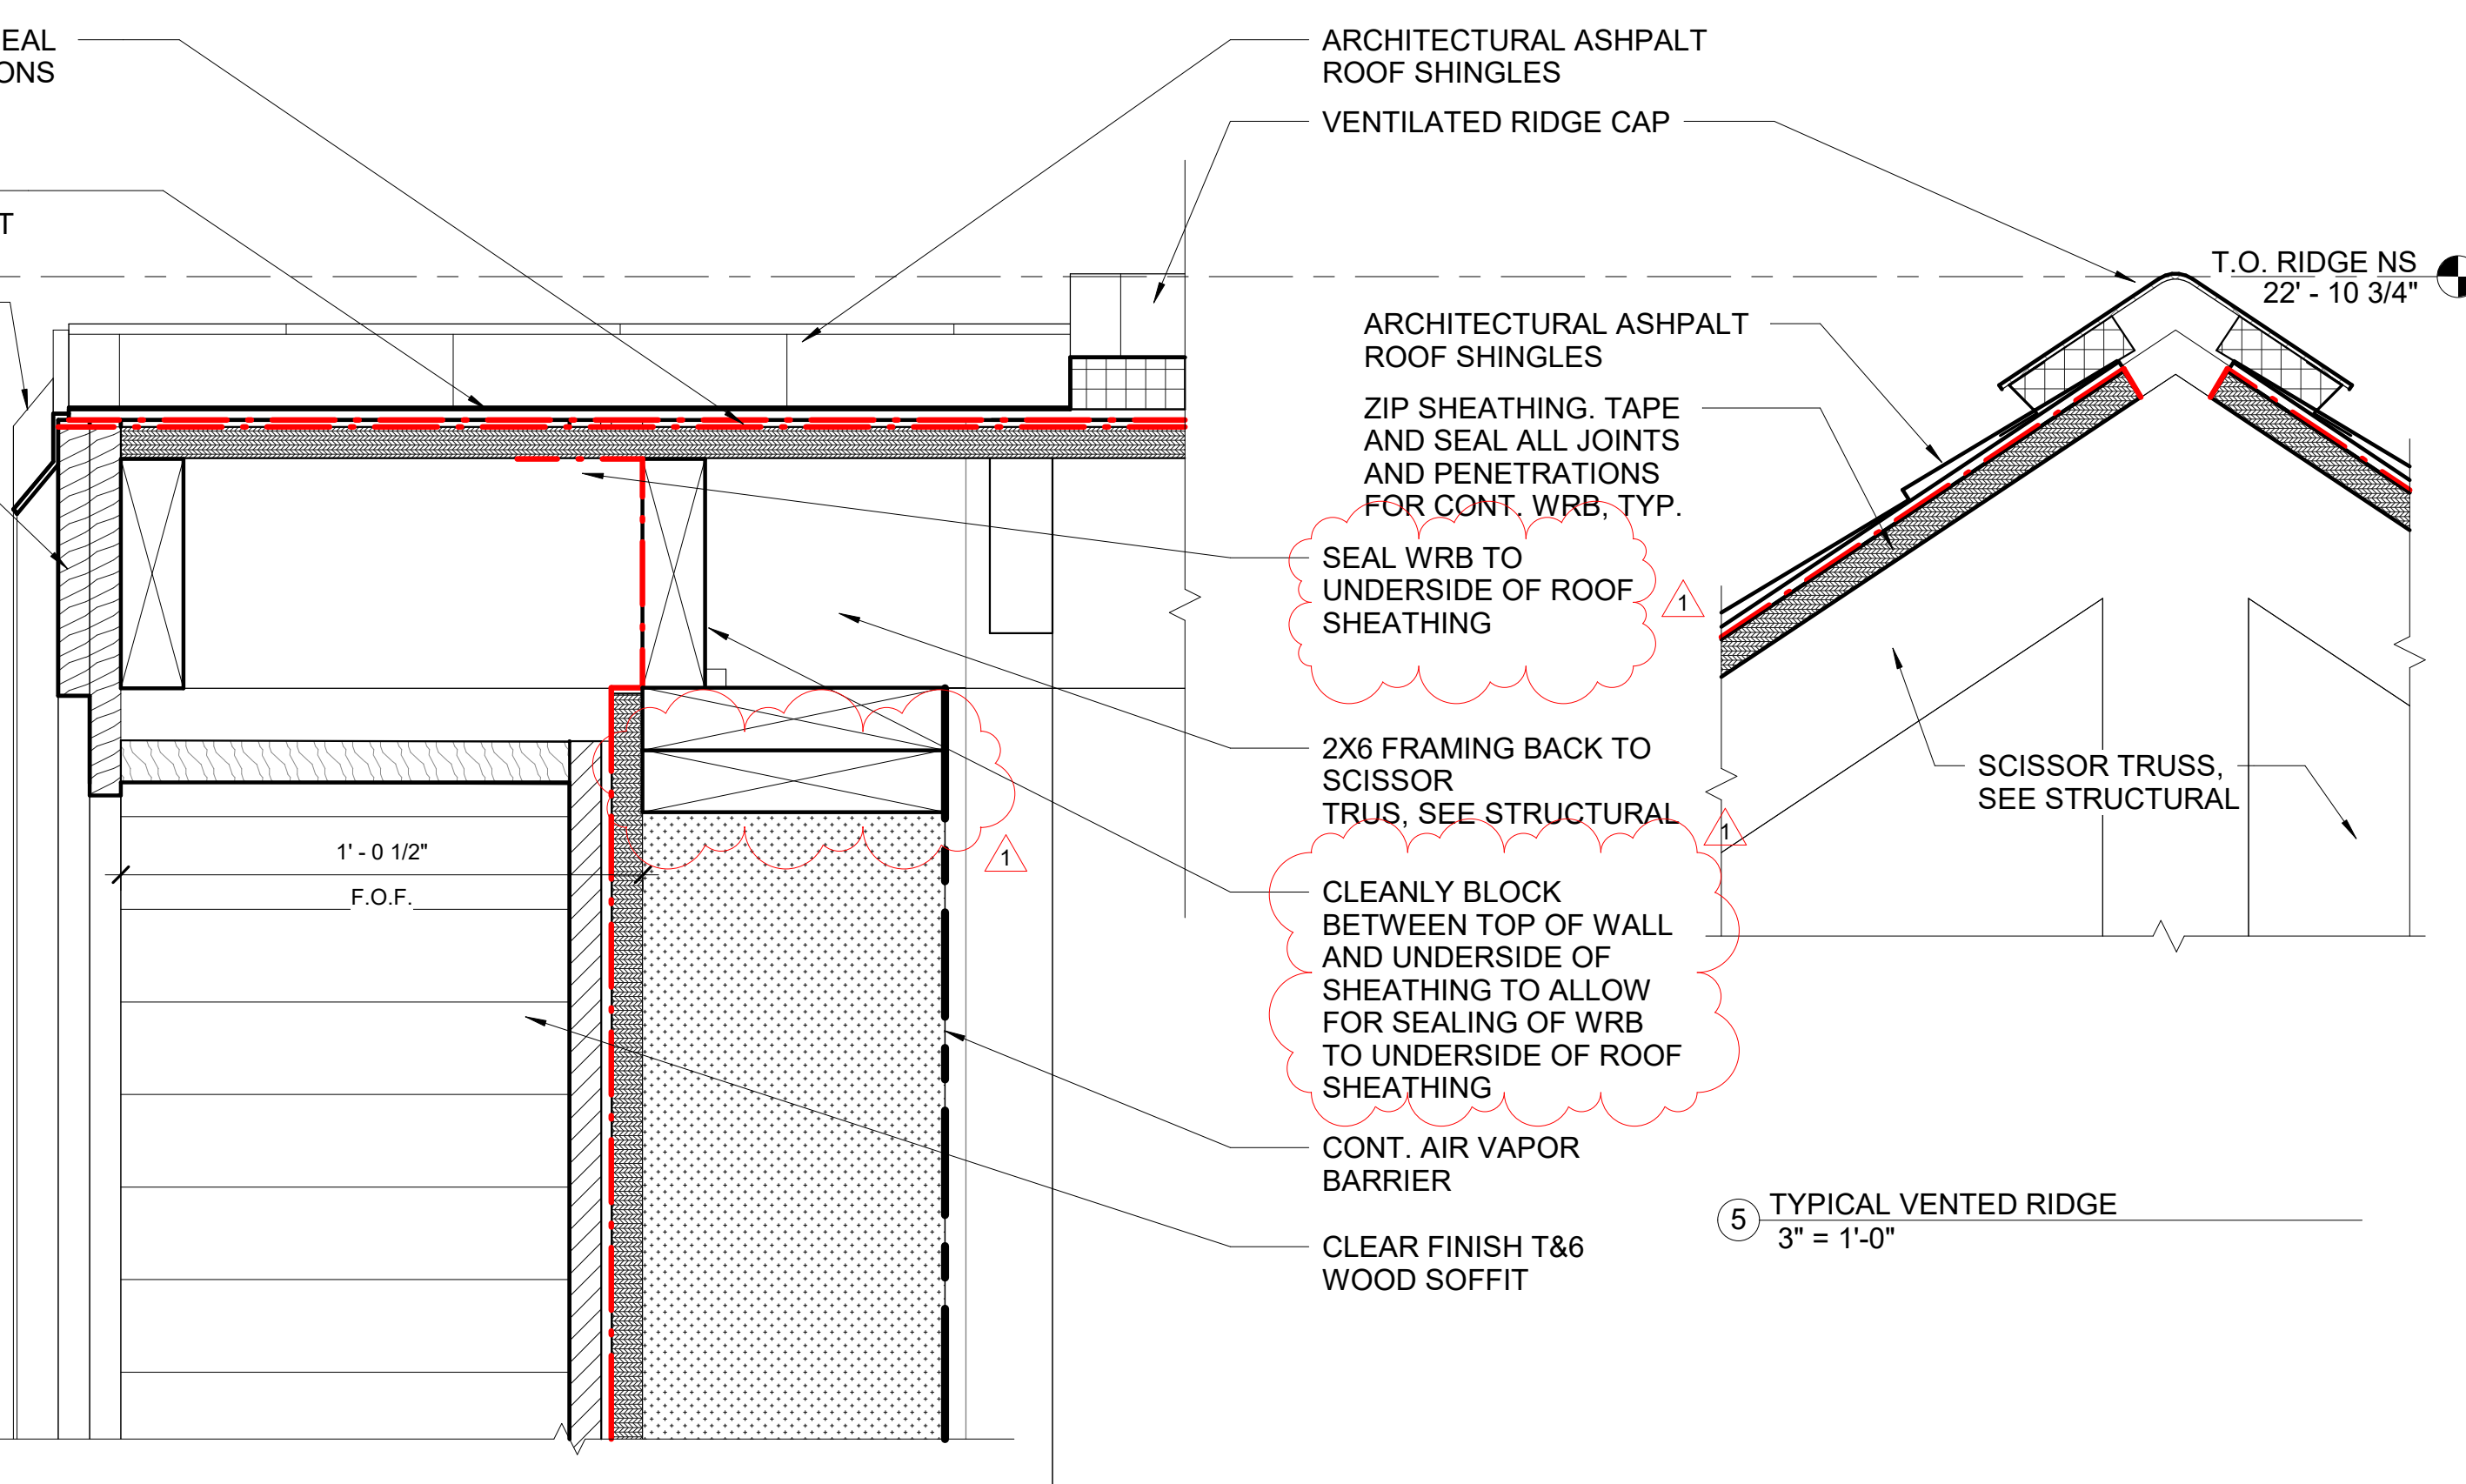 EAL
ONS
T
ARCHITECTURAL ASHPALT
ROOF SHINGLES
VENTILATED RIDGE CAP
T.O. RIDGE NS
22' - 10 3/4"
ARCHITECTURAL ASHPALT
ROOF SHINGLES
ZIP SHEATHING. TAPE
AND SEAL ALL JOINTS
AND PENETRATIONS
FOR CONT. WRB, TYP.
SEAL WRB TO
UNDERSIDE OF ROOF
SHEATHING
1
2X6 FRAMING BACK TO
SCISSOR
TRUS, SEE STRUCTURAL
1
SCISSOR TRUSS,
SEE STRUCTURAL
1' - 0 1/2"
F.O.F.
1
CLEANLY BLOCK
BETWEEN TOP OF WALL
AND UNDERSIDE OF
SHEATHING TO ALLOW
FOR SEALING OF WRB
TO UNDERSIDE OF ROOF
SHEATHING
CONT. AIR VAPOR
BARRIER
CLEAR FINISH T&6
WOOD SOFFIT
5
TYPICAL VENTED RIDGE
3" = 1'-0"